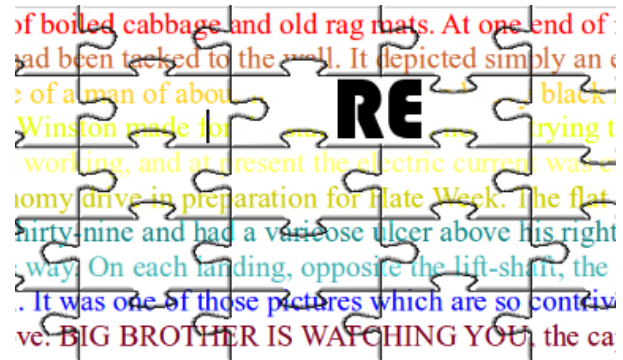 of boiled cabbage and old rag mats. At one end of
had been tacked to the wall. It depicted simply an
of a man of about black
RE
Winston made for trying
working, and at present the electric current was
nomy drive in preparation for Hate Week. The flat
thirty-nine and had a varicose ulcer above his right
way. On each landing, opposite the lift-shaft, the
. It was one of those pictures which are so contriv
ve. BIG BROTHER IS WATCHING YOU, the ca